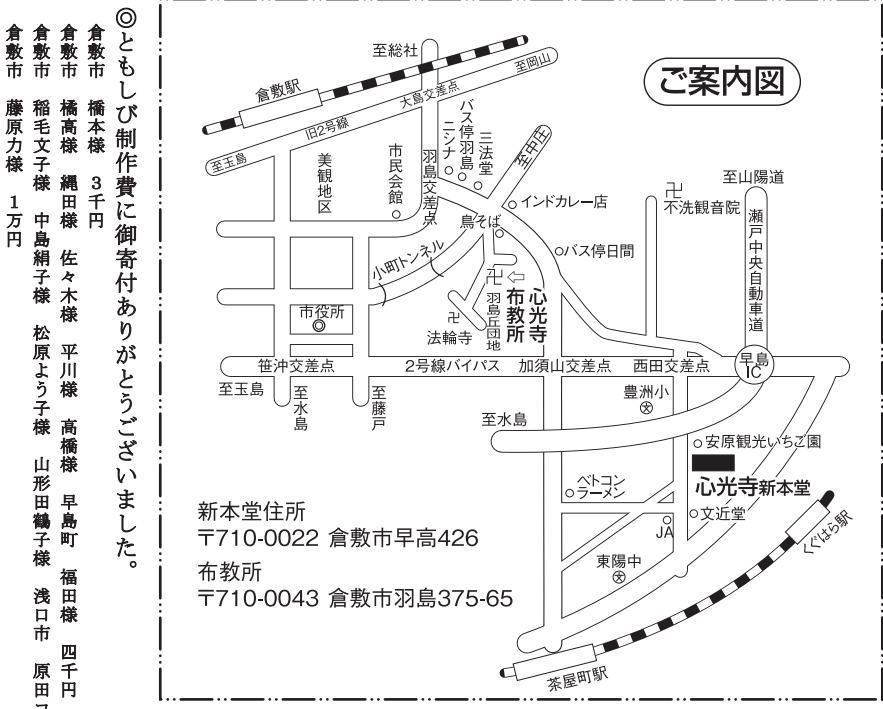 ◎ともしび制作費に御寄付ありがとうございました。
倉敷市 橋本様 3千円
倉敷市 橘高様 縄田様 佐々木様 平川様 高橋様 早島町 福田様 四千円
倉敷市 稲毛文子様 中島絹子様 松原よう子様 山形田鶴子様 浅口市 原田
倉敷市 藤原力様 1万円
ご案内図
至総社
至岡山
倉敷駅
大島交差点
旧2号線
至玉島
美観地区
市民会館
羽島交差点
ニシナ
バス停羽島
三法堂
至中庄
インドカレー店
鳥そば
バス停日間
卍
不洗観音院
至山陽道
瀬戸中央自動車道
小町トンネル
卍
⇦
心光寺
布教所
羽島丘団地
卍
法輪寺
市役所
笹沖交差点
2号線バイパス
加須山交差点
西田交差点
早島
IC
至玉島
至水島
至藤戸
豊洲小
至水島
安原観光いちご園
心光寺新本堂
ベトコン
ラーメン
文近堂
JA
東陽中
くぐはら駅
茶屋町駅
新本堂住所
〒710-0022 倉敷市早高426
布教所
〒710-0043 倉敷市羽島375-65